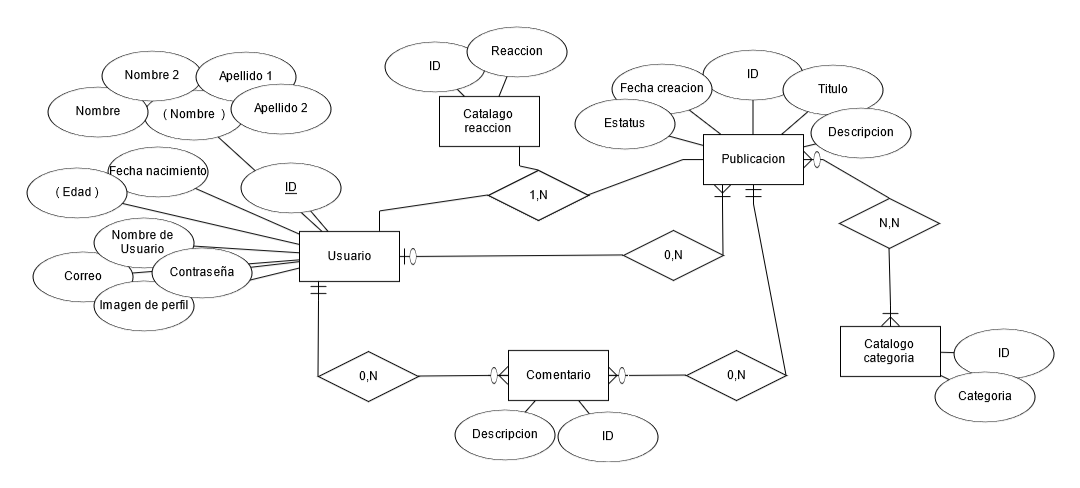 Nombre 2
Apellido 1
Nombre
( Nombre )
Apellido 2
Fecha nacimiento
( Edad )
ID
Nombre de
Usuario
Correo
Contraseña
Imagen de perfil
Usuario
ID
Reaccion
Catalago
reaccion
1,N
Fecha creacion
ID
Titulo
Estatus
Descripcion
Publicacion
0,N
N,N
0,N
Comentario
0,N
Descripcion
ID
Catalogo
categoria
ID
Categoria